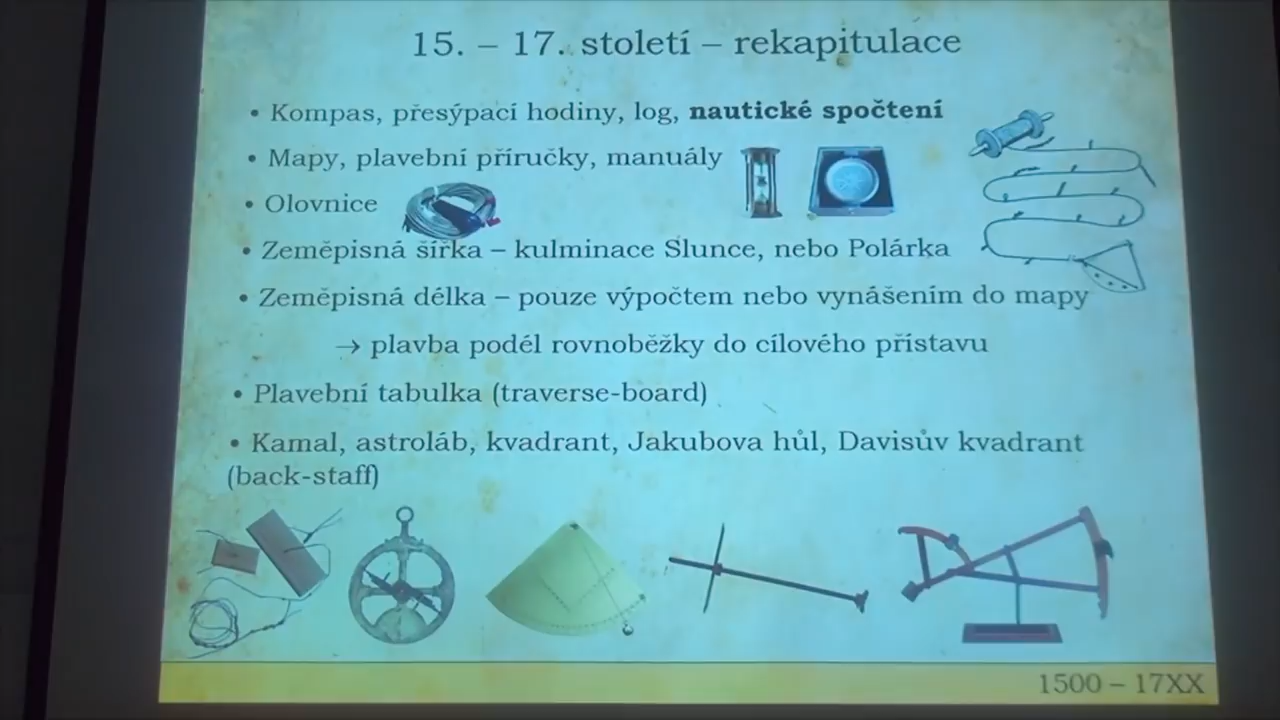 15. – 17. století – rekapitulace
• Kompas, přesýpací hodiny, log, nautické spočtení
• Mapy, plavební příručky, manuály
• Olovnice
• Zeměpisná šířka – kulminace Slunce, nebo Polárka
• Zeměpisná délka – pouze výpočtem nebo vynášením do mapy
→ plavba podél rovnoběžky do cílového přístavu
• Plavební tabulka (traverse-board)
• Kamal, astroláb, kvadrant, Jakubova hůl, Davisův kvadrant
(back-staff)
1500 – 17XX